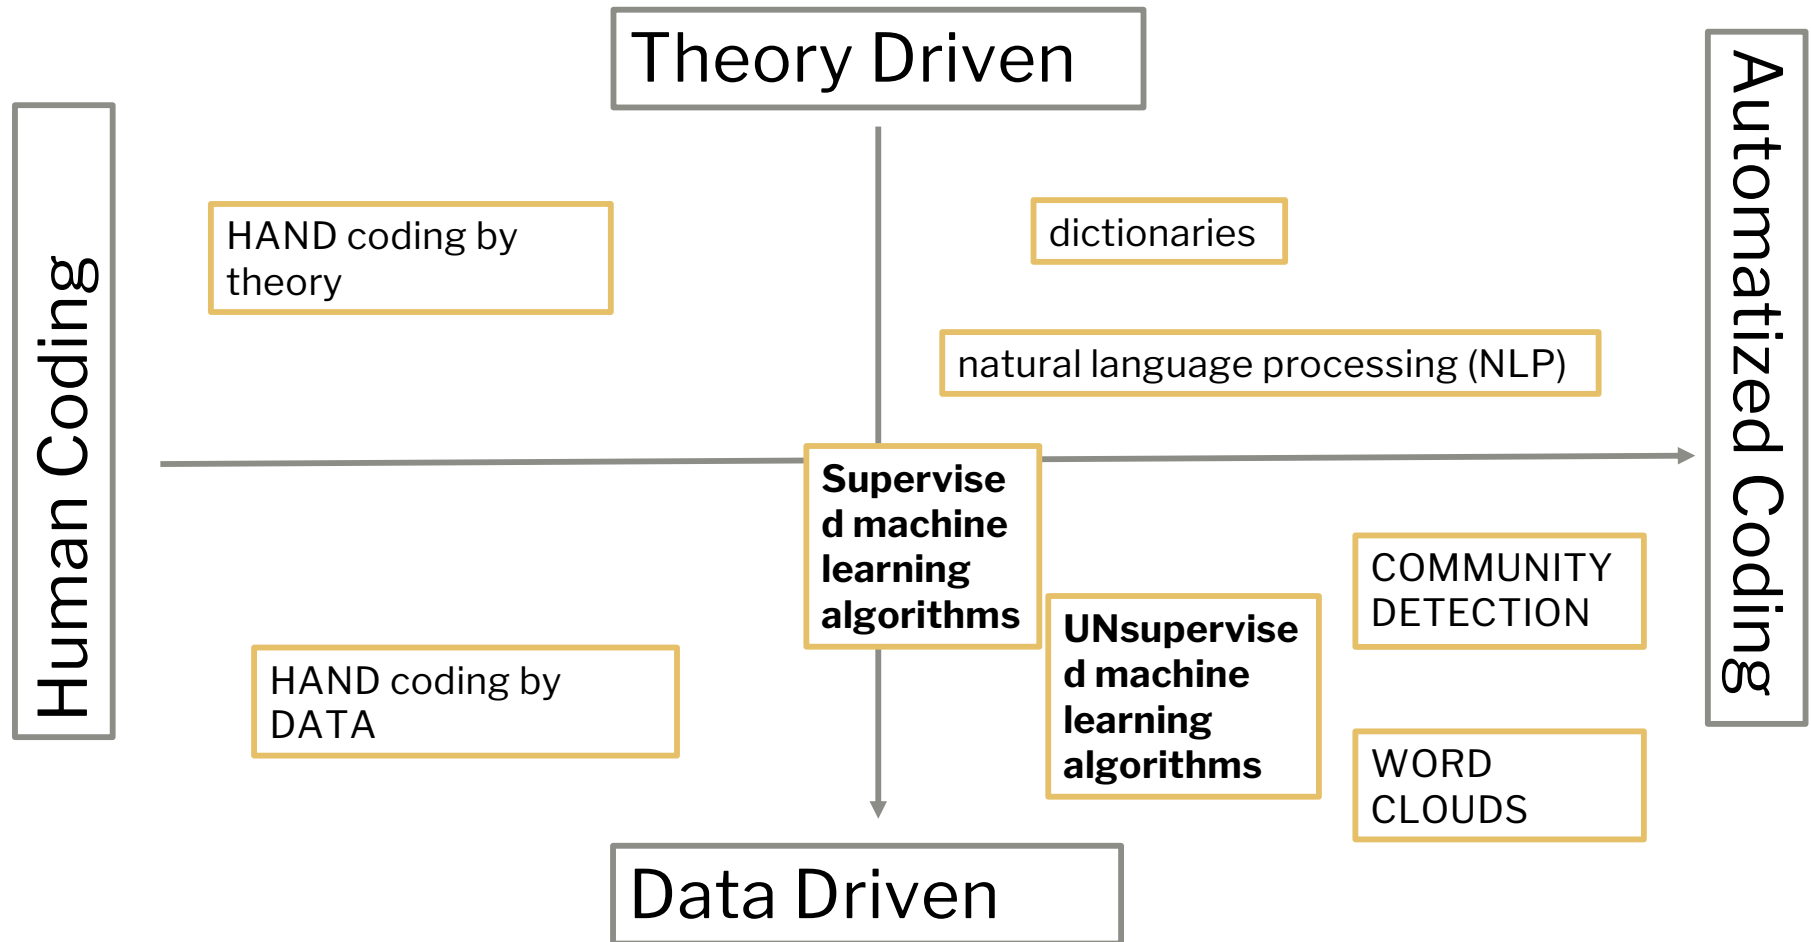 Theory Driven
Human Coding
Automatized Coding
HAND coding by
theory
dictionaries
natural language processing (NLP)
Supervise
d machine
learning
algorithms
UNsupervise
d machine
learning
algorithms
COMMUNITY
DETECTION
HAND coding by
DATA
WORD
CLOUDS
Data Driven